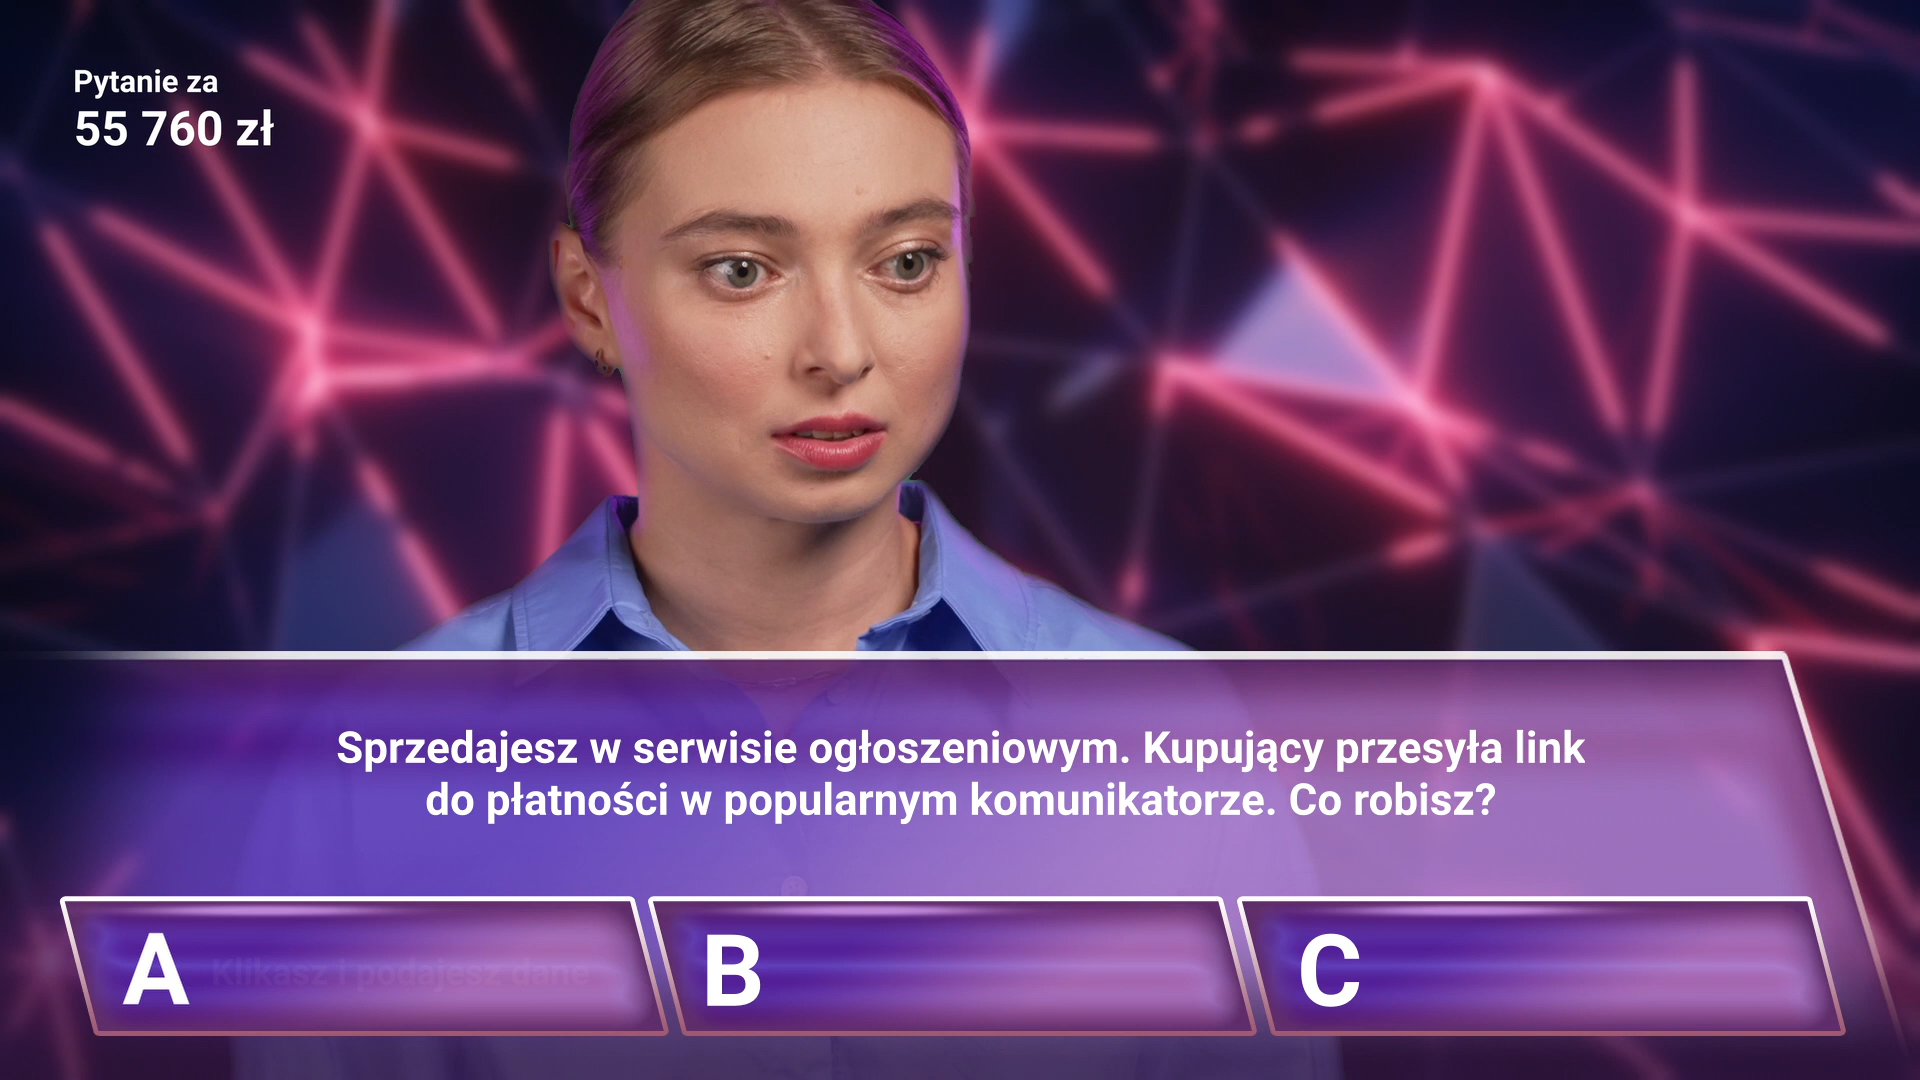 Pytanie za
55 760 zł
Sprzedajesz w serwisie ogłoszeniowym. Kupujący przesyła link
do płatności w popularnym komunikatorze. Co robisz?
A Klikasz i podajesz dane
B
C